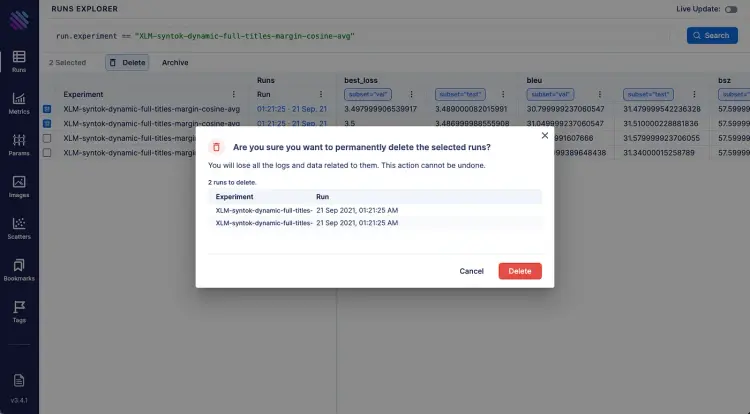 RUNS EXPLORER
Live Update:
run.experiment == "XLM-syntok-dynamic-full-titles-margin-cosine-avg"
Search
2 Selected Delete Archive
Runs best_loss bleu bsz
Experiment Run subset="val" subset="test" subset="val" subset="test" subset="val"
XLM-syntok-dynamic-full-titles-margin-cosine-avg 01:21:25 · 21 Sep, 21 3.497999906539917 3.489000082015991 30.799999237060547 31.479999542236328 57.5999
XLM-syntok-dynamic-full-titles-margin-cosine-avg 01:21:25 · 21 Sep, 21 3.5 3.486999988555908 31.049999237060547 31.510000228881836 57.5999
XLM-syntok-dynamic-full-titles-margin-co 991607666 31.579999923706055 57.5999
XLM-syntok-dynamic-full-titles-margin-co 99389648438 31.34000015258789 57.5999
Runs
Metrics
Params
Images
Scatters
Bookmarks
Tags
v3.4.1
Are you sure you want to permanently delete the selected runs?
You will lose all the logs and data related to them. This action cannot be undone.
2 runs to delete.
Experiment Run
XLM-syntok-dynamic-full-titles- 21 Sep 2021, 01:21:25 AM
XLM-syntok-dynamic-full-titles- 21 Sep 2021, 01:21:25 AM
Cancel Delete